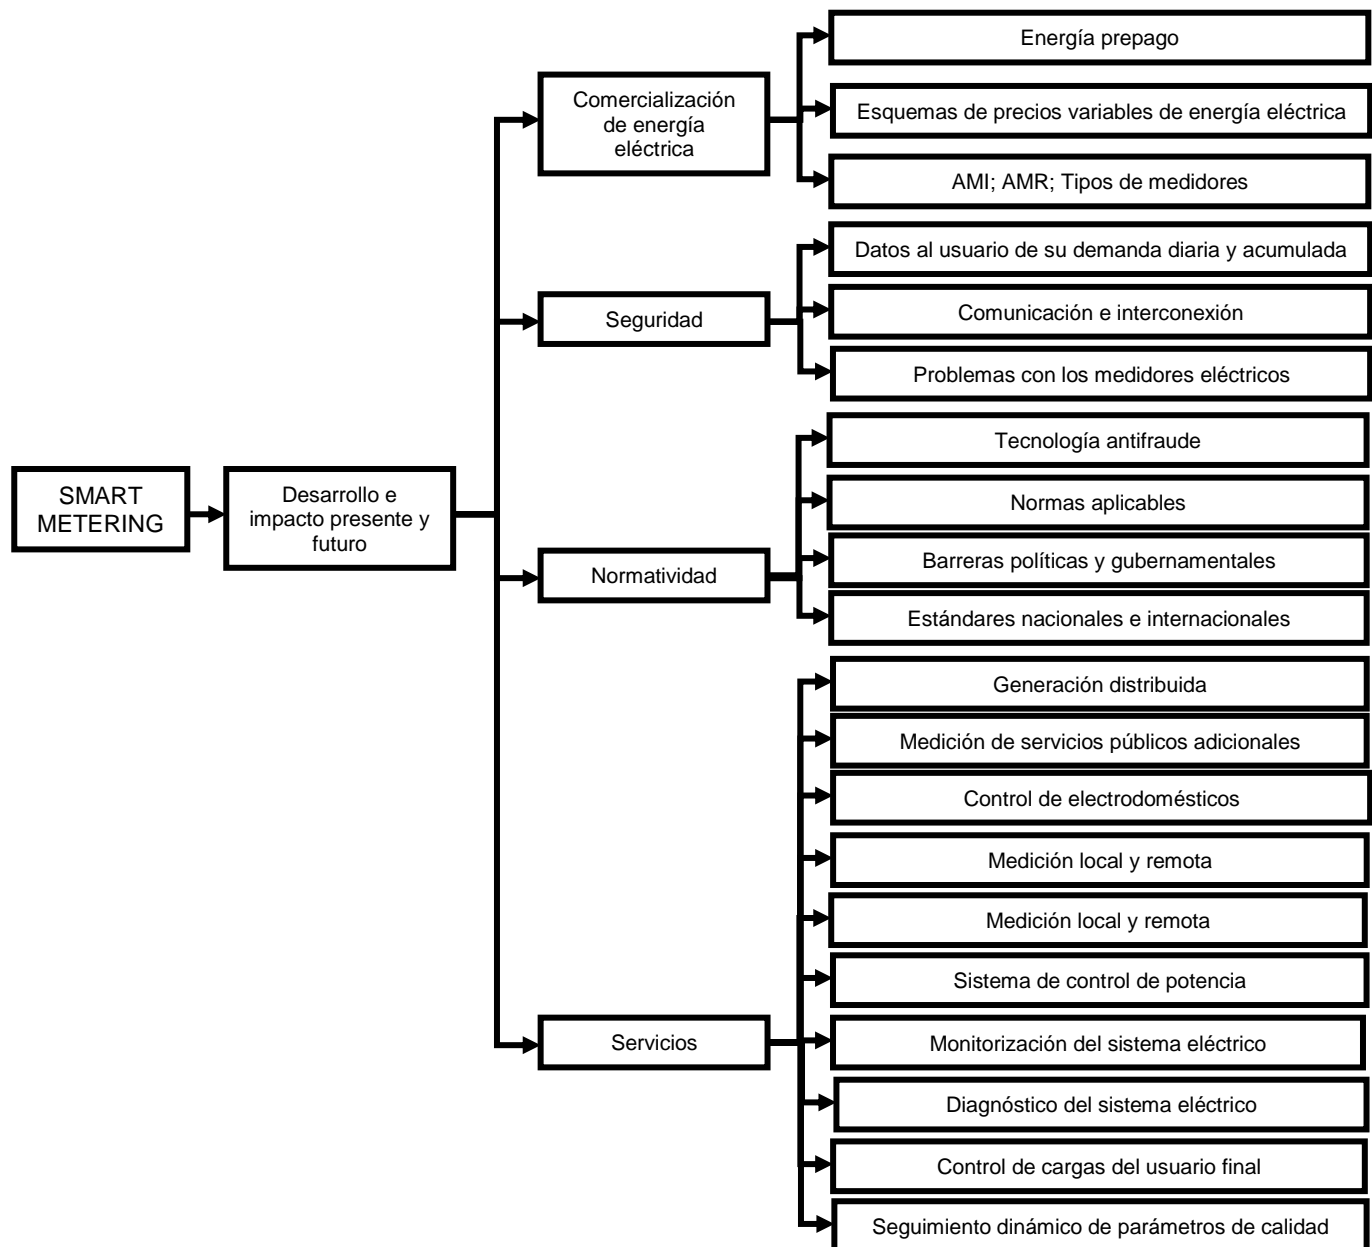 SMART
METERING
Desarrollo e
impacto presente y
futuro
Comercialización
de energía
eléctrica
Energía prepago
Esquemas de precios variables de energía eléctrica
AMI; AMR; Tipos de medidores
Seguridad
Datos al usuario de su demanda diaria y acumulada
Comunicación e interconexión
Problemas con los medidores eléctricos
Normatividad
Tecnología antifraude
Normas aplicables
Barreras políticas y gubernamentales
Estándares nacionales e internacionales
Servicios
Generación distribuida
Medición de servicios públicos adicionales
Control de electrodomésticos
Medición local y remota
Medición local y remota
Sistema de control de potencia
Monitorización del sistema eléctrico
Diagnóstico del sistema eléctrico
Control de cargas del usuario final
Seguimiento dinámico de parámetros de calidad